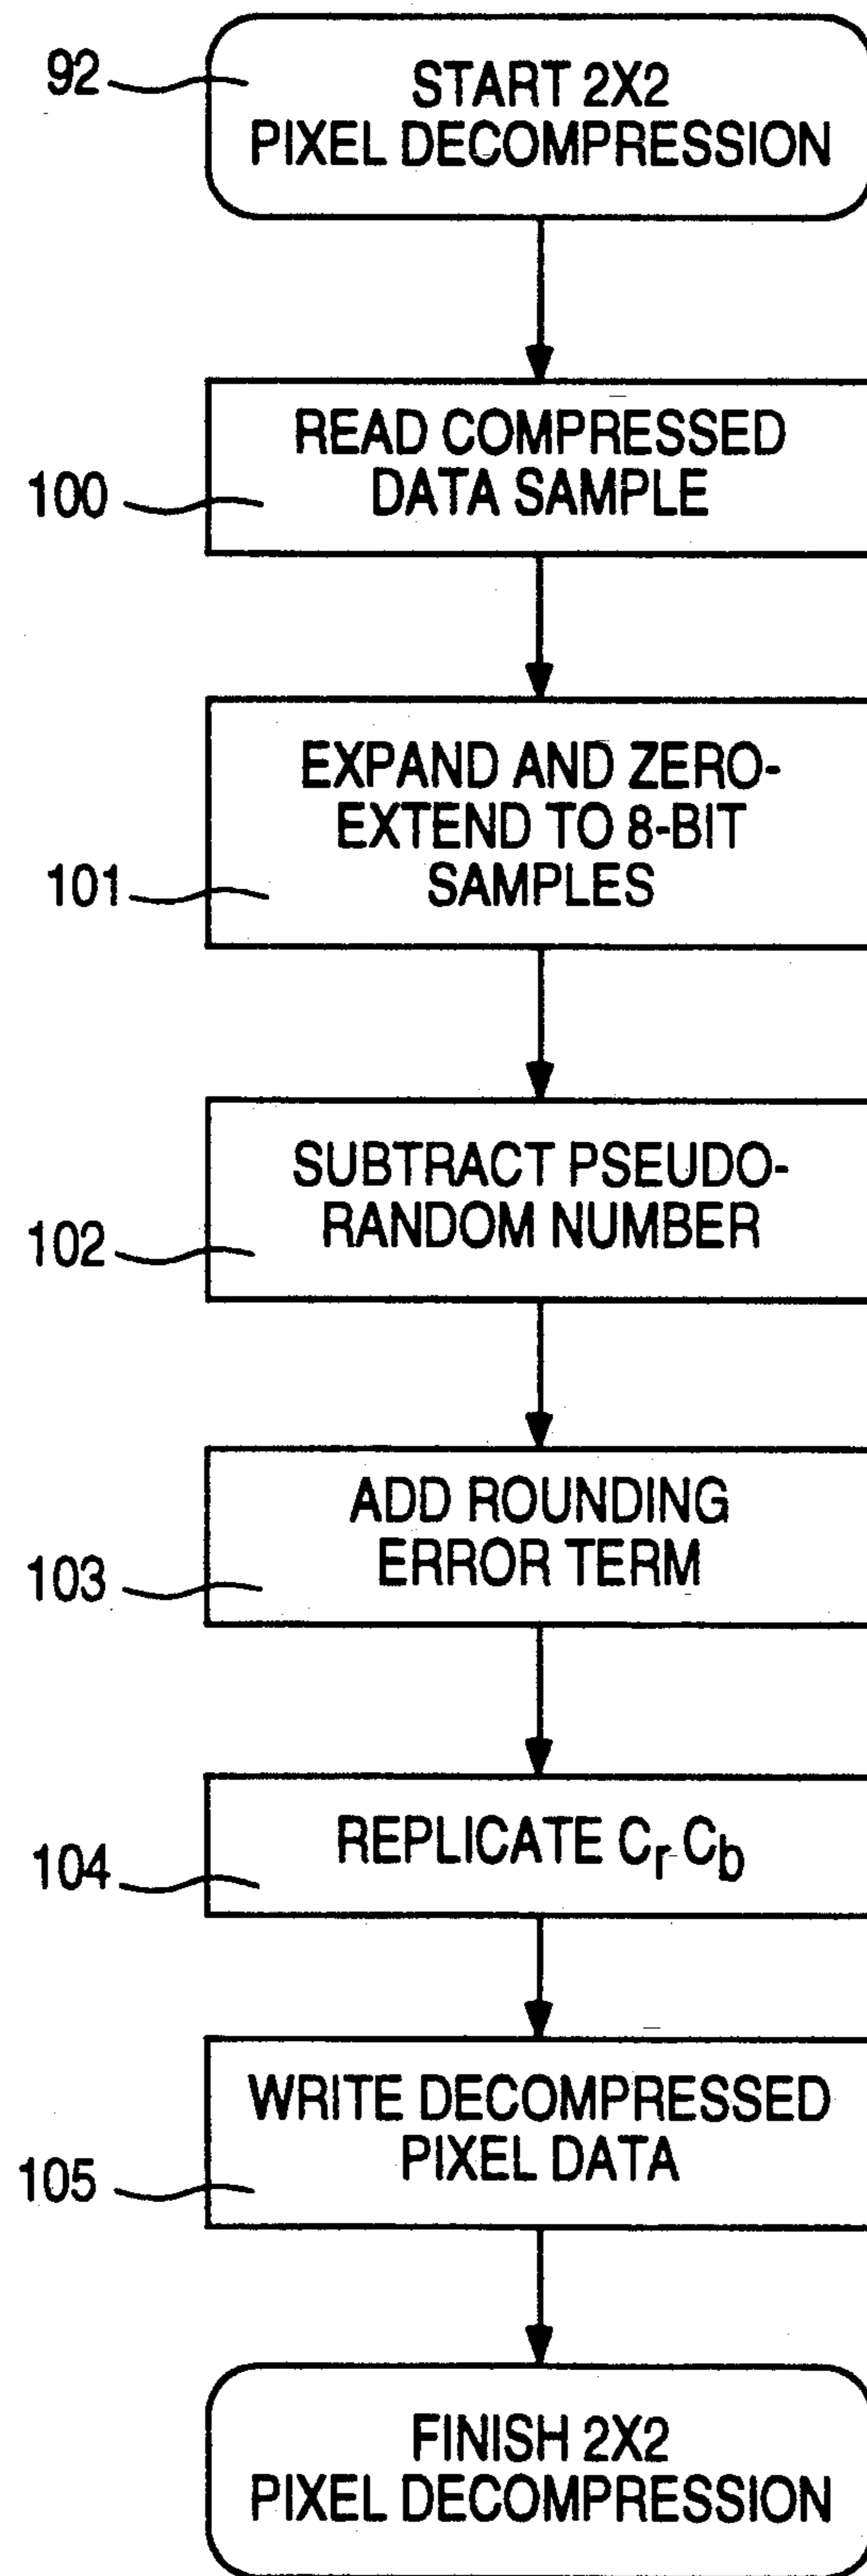 92
START 2X2
PIXEL DECOMPRESSION
READ COMPRESSED
DATA SAMPLE
100
EXPAND AND ZERO-
EXTEND TO 8-BIT
SAMPLES
101
SUBTRACT PSEUDO-
RANDOM NUMBER
102
ADD ROUNDING
ERROR TERM
103
REPLICATE Cr Cb
104
WRITE DECOMPRESSED
PIXEL DATA
105
FINISH 2X2
PIXEL DECOMPRESSION